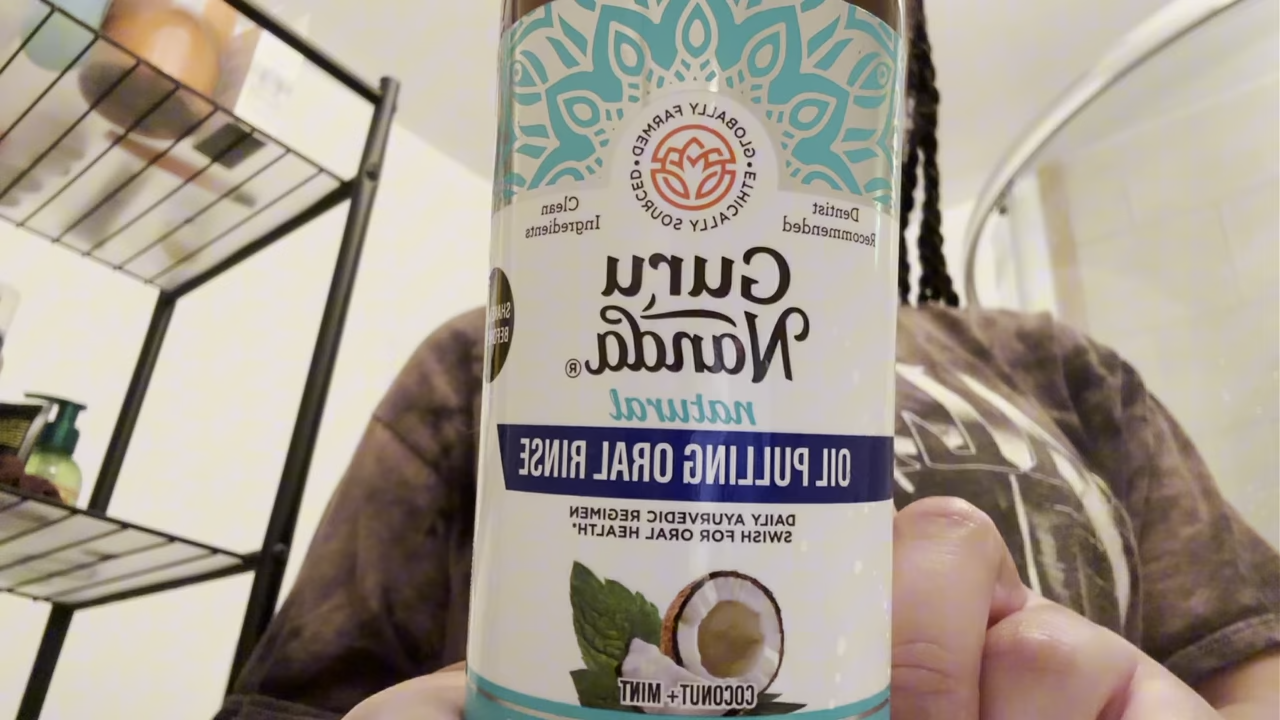 GLOBALLY FARMED • ETHICALLY SOURCED •
Dentist
Recommended
Clean
Ingredients
Guru
Nanda®
SHAKE
natural
OIL PULLING ORAL RINSE
DAILY AYURVEDIC REGIMEN
SWISH FOR ORAL HEALTH*
COCONUT + MINT